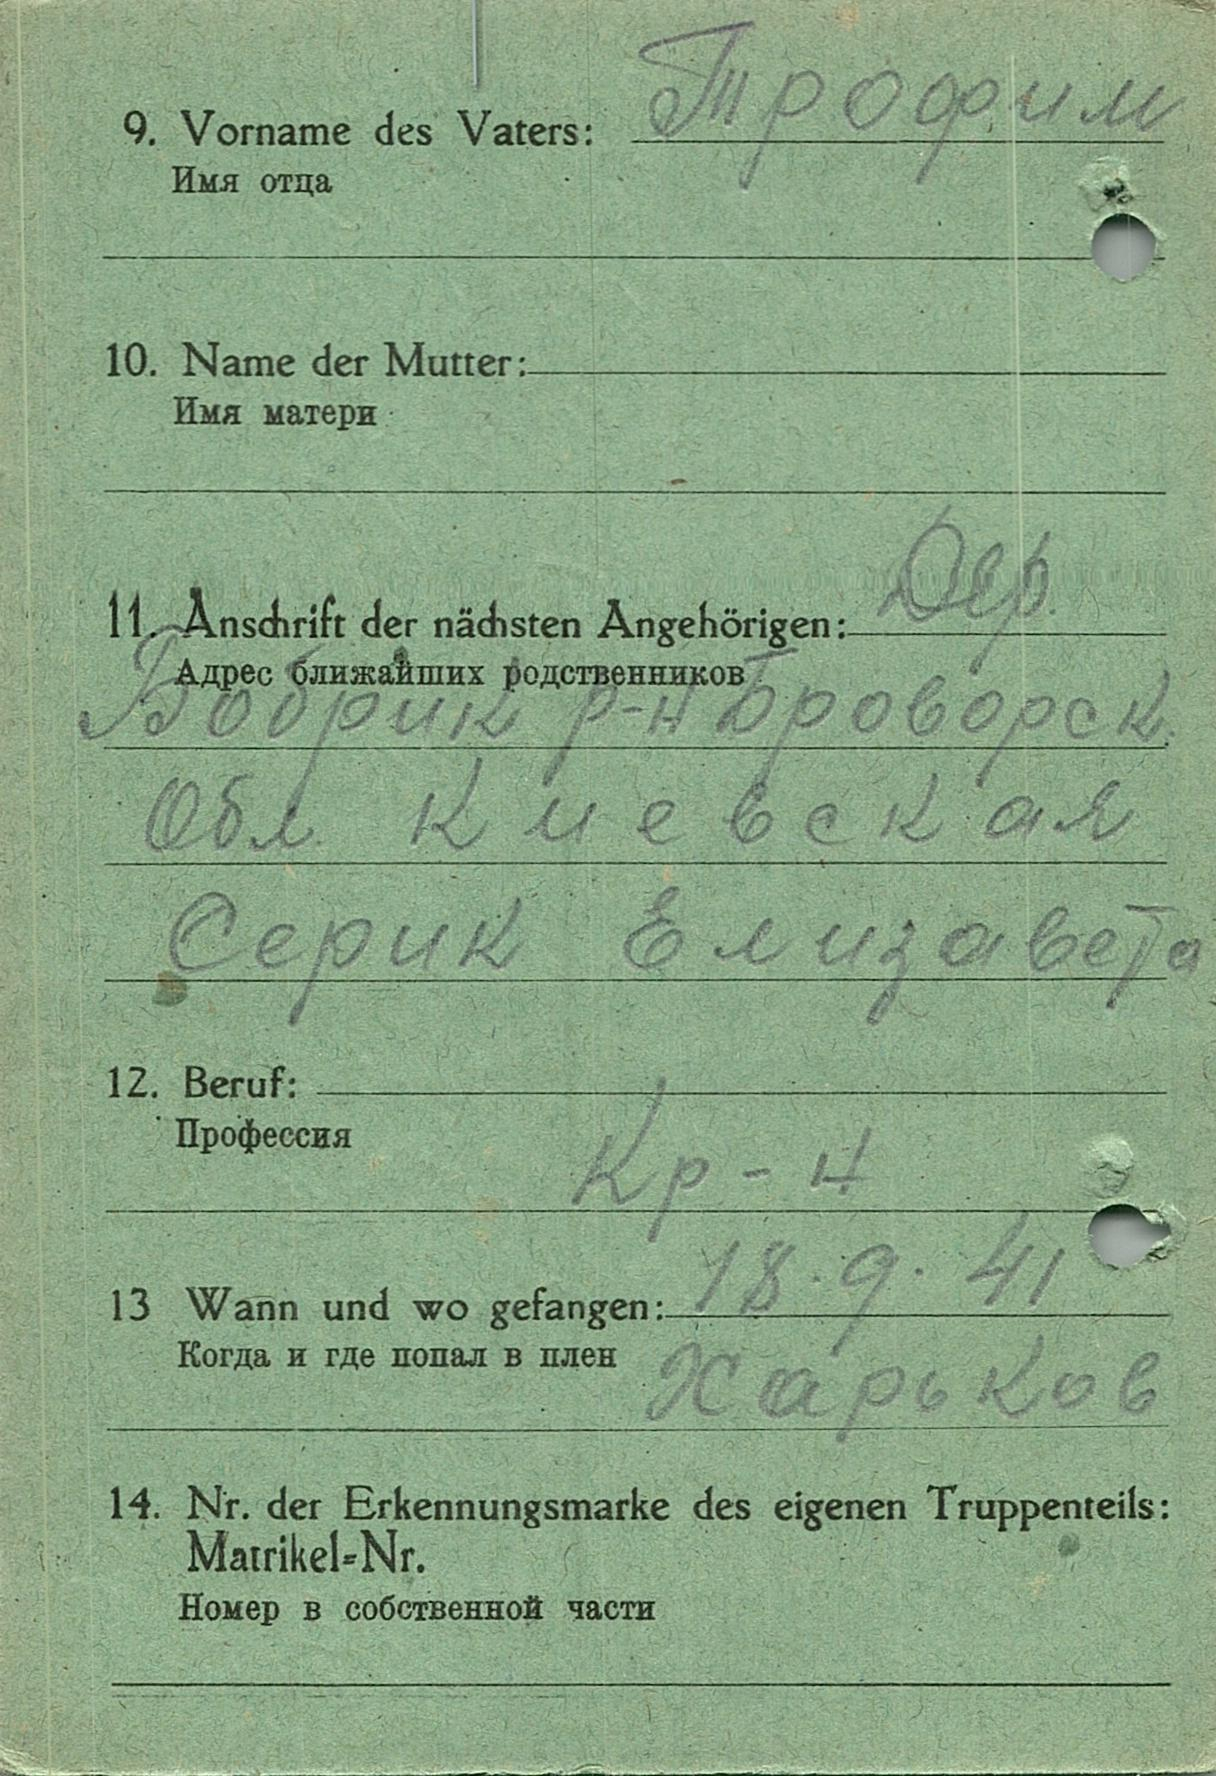 9. Vorname des Vaters: Трофим
Имя отца
10. Name der Mutter:
Имя матери
11. Anschrift der nächsten Angehörigen: Дер.
Адрес ближайших родственников
Бобрик р-н Броворск.
Обл. Киевская
Серик Елизавета
12. Beruf:
Профессия
Кр-н
13 Wann und wo gefangen: 18.9.41
Когда и где попал в плен Харьков
14. Nr. der Erkennungsmarke des eigenen Truppenteils:
Matrikel=Nr.
Номер в собственной части